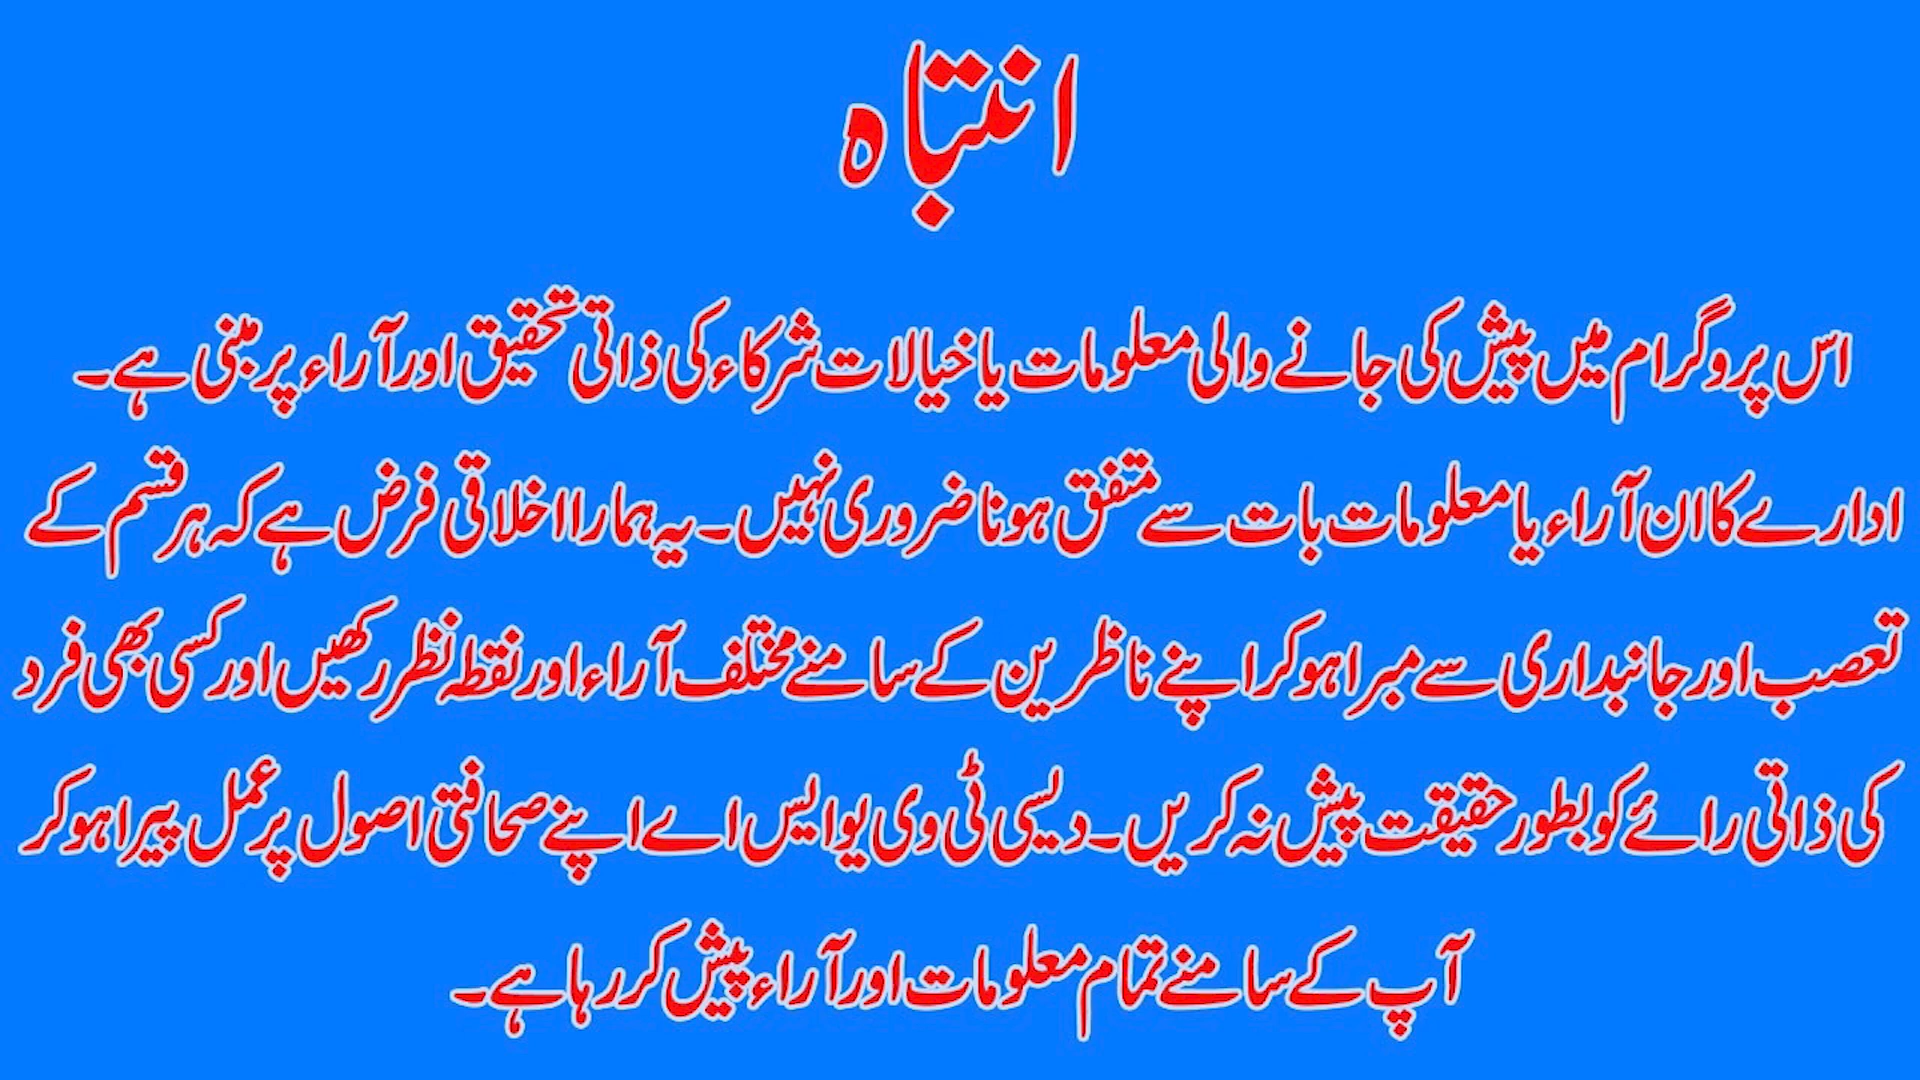 انتباہ
اس پروگرام میں پیش کی جانے والی معلومات یا خیالات شرکاء کی ذاتی تحقیق اور آراء پر مبنی ہے۔
ادارے کا ان آراء یا معلومات بات سے متفق ہونا ضروری نہیں۔ یہ ہمارا اخلاقی فرض ہے کہ ہر قسم کے
تعصب اور جانبداری سے مبرا ہو کر اپنے ناظرین کے سامنے مختلف آراء اور نقطہ نظر رکھیں اور کسی بھی فرد
کی ذاتی رائے کو بطور حقیقت پیش نہ کریں۔ دیسی ٹی وی یو ایس اے اپنے صحافتی اصول پر عمل پیرا ہو کر
آپ کے سامنے تمام معلومات اور آراء پیش کر رہا ہے۔